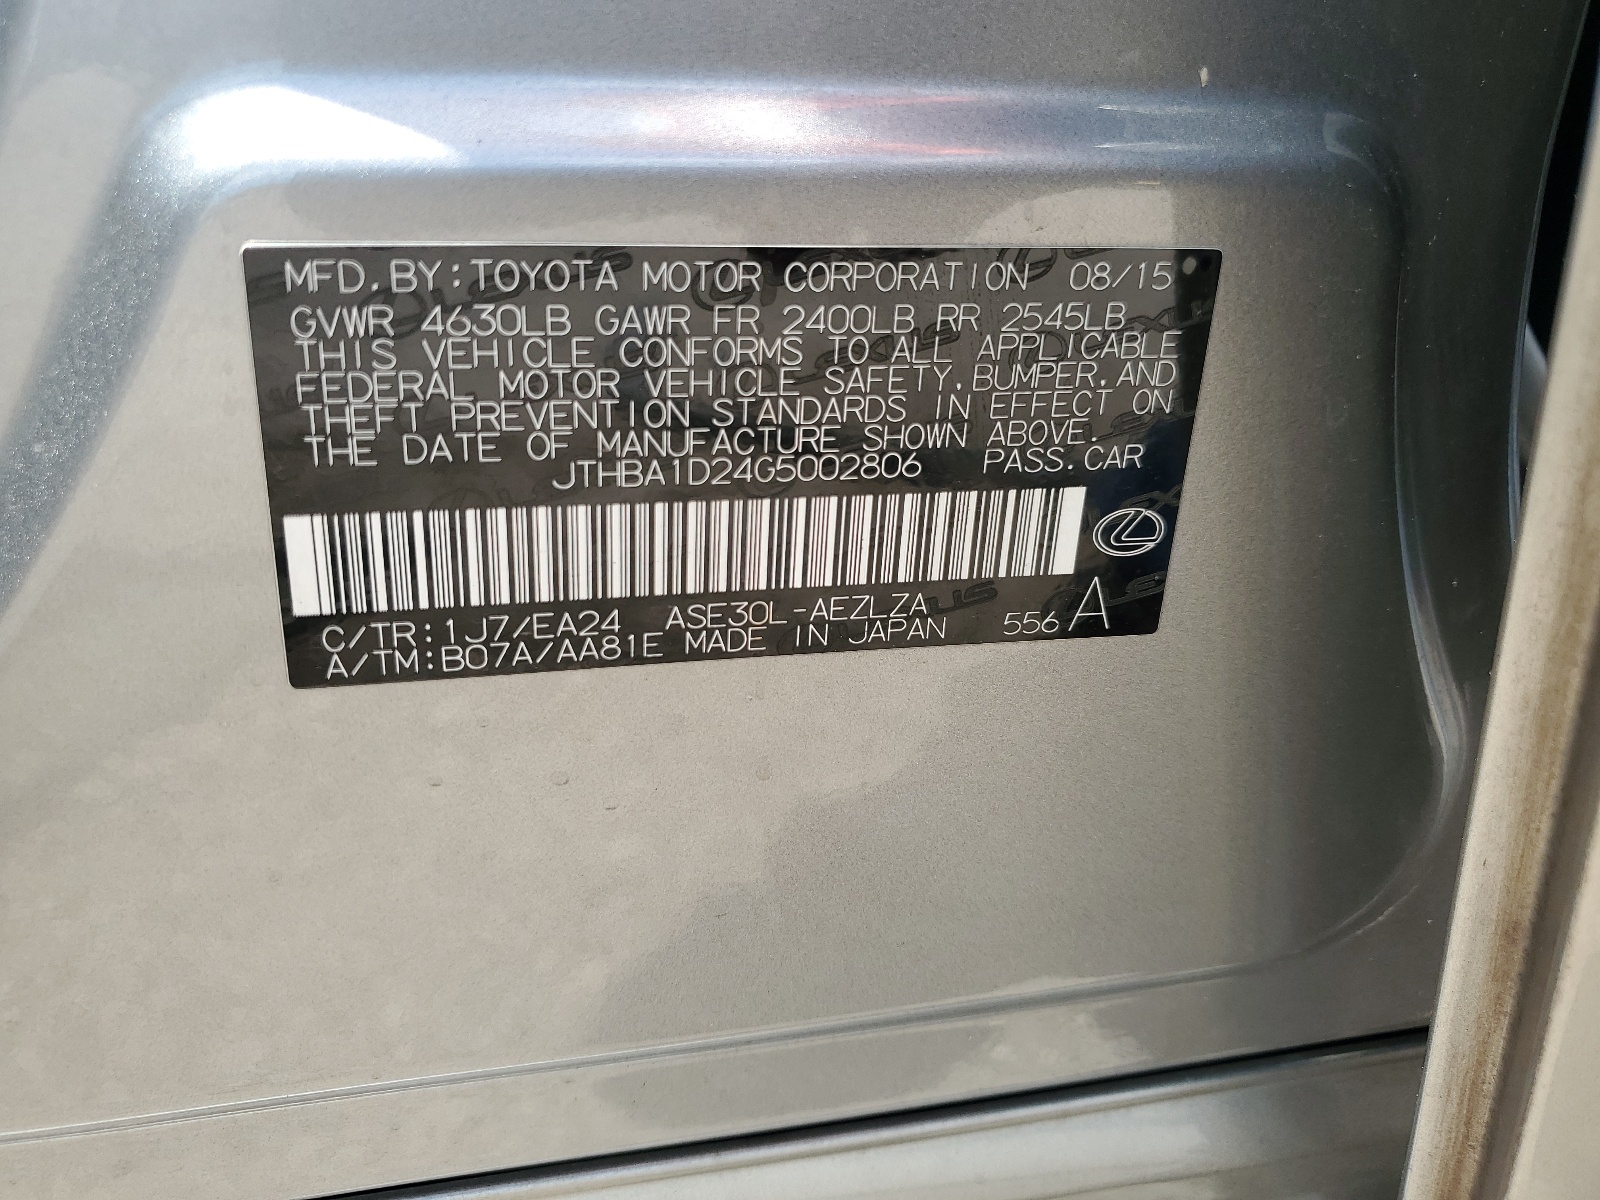 MFD. BY: TOYOTA MOTOR CORPORATION 08/15
GVWR 4630LB GAWR FR 2400LB RR 2545LB
THIS VEHICLE CONFORMS TO ALL APPLICABLE
FEDERAL MOTOR VEHICLE SAFETY, BUMPER, AND
THEFT PREVENTION STANDARDS IN EFFECT ON
THE DATE OF MANUFACTURE SHOWN ABOVE.
JTHBA1D24G5002806 PASS. CAR
C/TR: 1J7/EA24 ASE30L-AEZLZA
A/TM: B07A/AA81E MADE IN JAPAN 556 A